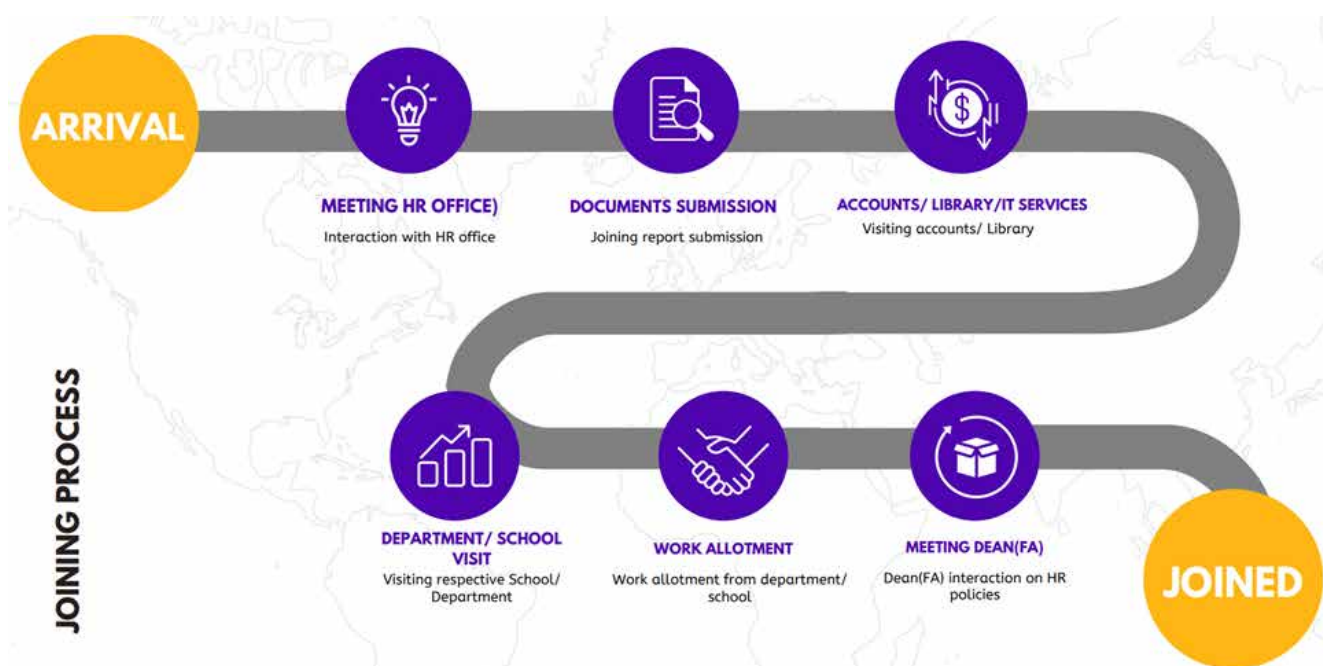 ARRIVAL
MEETING HR OFFICE)
Interaction with HR office
DOCUMENTS SUBMISSION
Joining report submission
ACCOUNTS/ LIBRARY/IT SERVICES
Visiting accounts/ Library
$
JOINING PROCESS
DEPARTMENT/ SCHOOL
VISIT
Visiting respective School/
Department
WORK ALLOTMENT
Work allotment from department/
school
MEETING DEAN(FA)
Dean(FA) interaction on HR
policies
JOINED